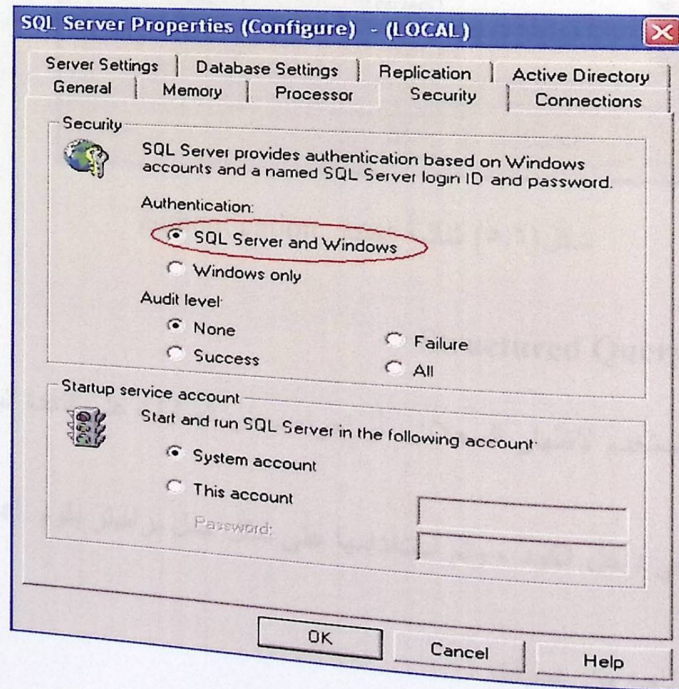 SQL Server Properties (Configure) - (LOCAL)
Server Settings Database Settings Replication Active Directory
General Memory Processor Security Connections
Security
SQL Server provides authentication based on Windows
accounts and a named SQL Server login ID and password.
Authentication:
SQL Server and Windows
Windows only
Audit level:
None
Failure
Success
All
Startup service account
Start and run SQL Server in the following account:
System account
This account
Password:
OK Cancel Help